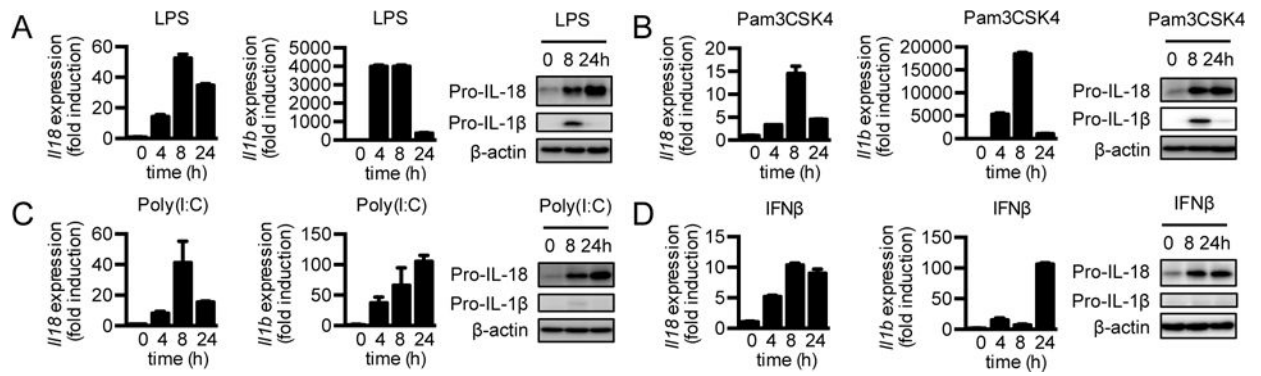 A
LPS
Il18 expression
(fold induction)
60
40
20
0
0 4 8 24
time (h)
LPS
Il1b expression
(fold induction)
5000
4000
3000
2000
1000
0
0 4 8 24
time (h)
LPS
0 8 24h
Pro-IL-18
Pro-IL-1β
β-actin
B
Pam3CSK4
Il18 expression
(fold induction)
20
15
10
5
0
0 4 8 24
time (h)
Pam3CSK4
Il1b expression
(fold induction)
20000
15000
10000
5000
0
0 4 8 24
time (h)
Pam3CSK4
0 8 24h
Pro-IL-18
Pro-IL-1β
β-actin
C
Poly(I:C)
Il18 expression
(fold induction)
60
40
20
0
0 4 8 24
time (h)
Poly(I:C)
Il1b expression
(fold induction)
150
100
50
0
0 4 8 24
time (h)
Poly(I:C)
0 8 24h
Pro-IL-18
Pro-IL-1β
β-actin
D
IFNβ
Il18 expression
(fold induction)
15
10
5
0
0 4 8 24
time (h)
IFNβ
Il1b expression
(fold induction)
150
100
50
0
0 4 8 24
time (h)
IFNβ
0 8 24h
Pro-IL-18
Pro-IL-1β
β-actin